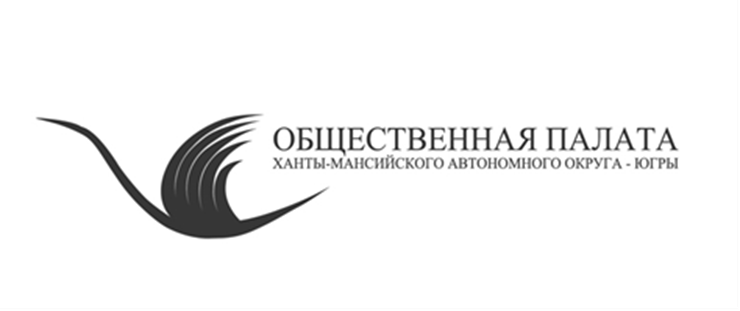 ОБЩЕСТВЕННАЯ ПАЛАТА
ХАНТЫ-МАНСИЙСКОГО АВТОНОМНОГО ОКРУГА - ЮГРЫ